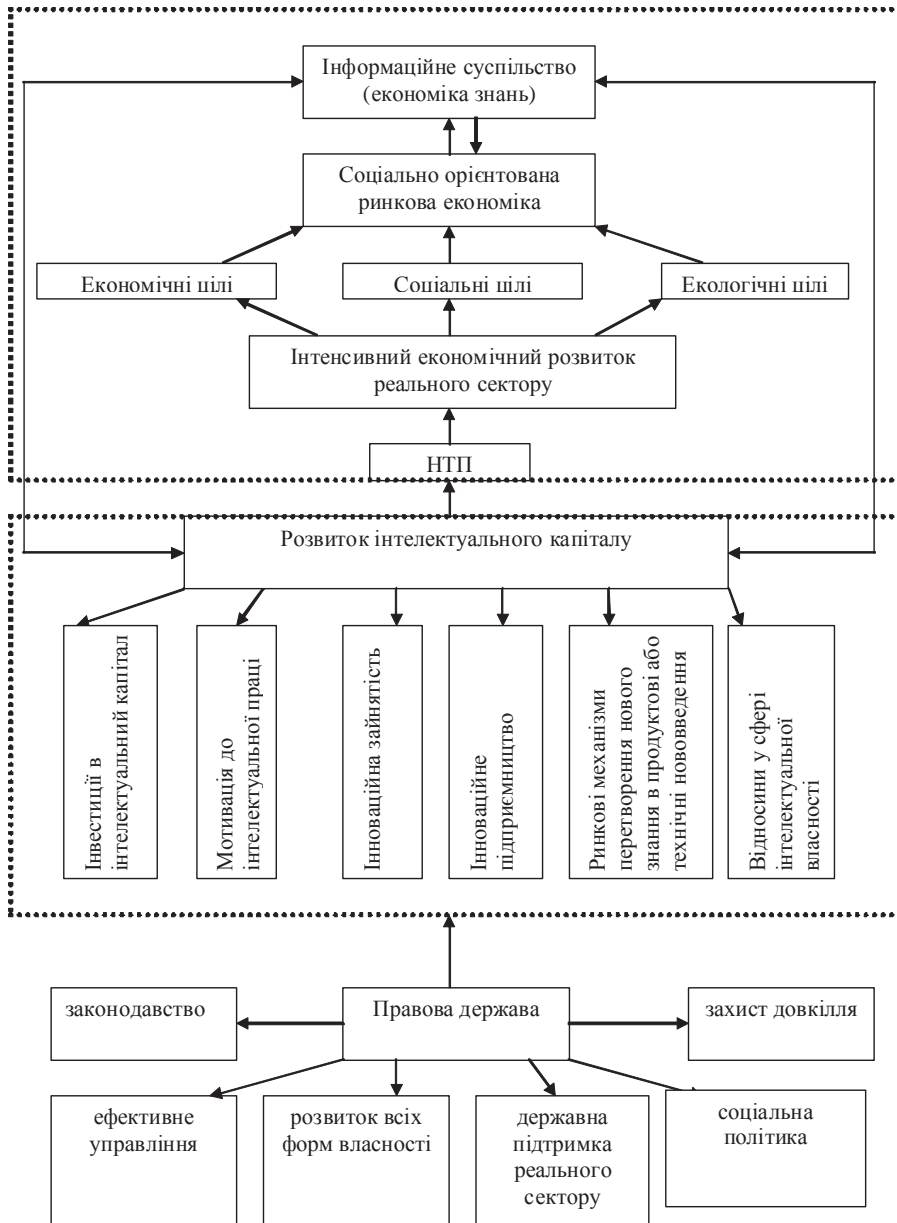 Інформаційне суспільство
(економіка знань)
Соціально орієнтована
ринкова економіка
Економічні цілі
Соціальні цілі
Екологічні цілі
Інтенсивний економічний розвиток
реального сектору
НТП
Розвиток інтелектуального капіталу
Інвестиції в
інтелектуальний капітал
Мотивація до
інтелектуальної праці
Інноваційна зайнятість
Інноваційне
підприємництво
Ринкові механізми
перетворення нового
знання в продуктові або
технічні нововведення
Відносини у сфері
інтелектуальної
власності
законодавство
Правова держава
захист довкілля
ефективне
управління
розвиток всіх
форм власності
державна
підтримка
реального
сектору
соціальна
політика